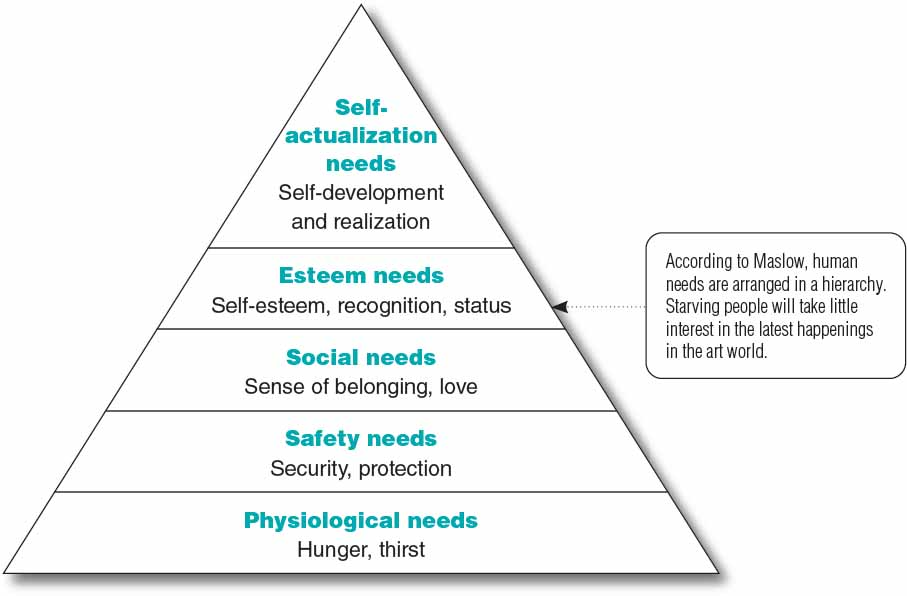 Self-
actualization
needs
Self-development
and realization
Esteem needs
Self-esteem, recognition, status
Social needs
Sense of belonging, love
Safety needs
Security, protection
Physiological needs
Hunger, thirst
According to Maslow, human
needs are arranged in a hierarchy.
Starving people will take little
interest in the latest happenings
in the art world.